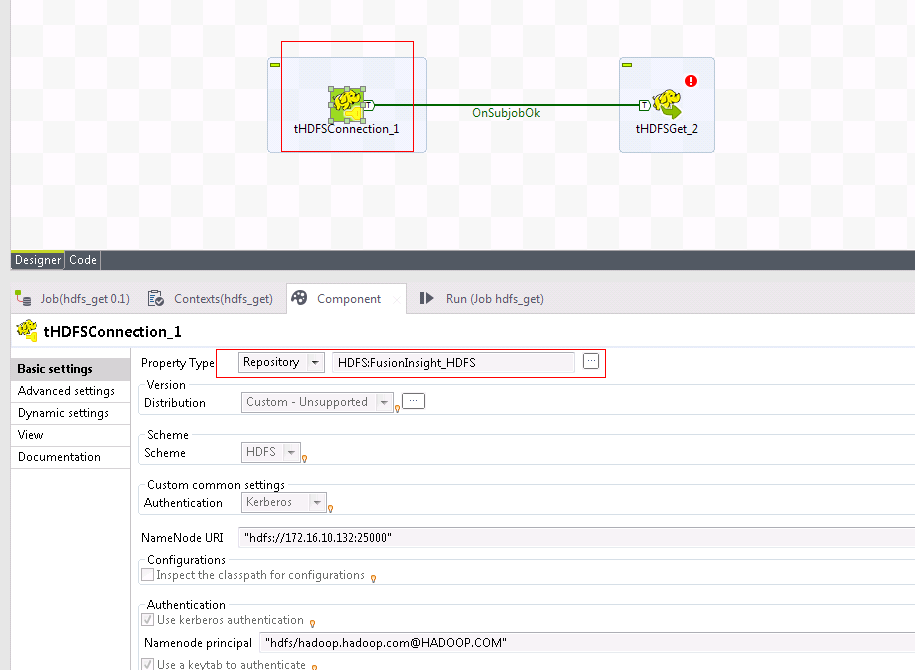 OnSubjobOk
tHDFSConnection_1
tHDFSGet_2
Designer Code
Job(hdfs_get 0.1) Contexts(hdfs_get) Component Run (Job hdfs_get)
tHDFSConnection_1
Basic settings
Advanced settings
Dynamic settings
View
Documentation
Property Type Repository HDFS:FusionInsight_HDFS ...
Version
Distribution Custom - Unsupported ...
Scheme
Scheme HDFS
Custom common settings
Authentication Kerberos
NameNode URI "hdfs://172.16.10.132:25000"
Configurations
Inspect the classpath for configurations
Authentication
Use kerberos authentication
Namenode principal "hdfs/hadoop.hadoop.com@HADOOP.COM"
Use a keytab to authenticate